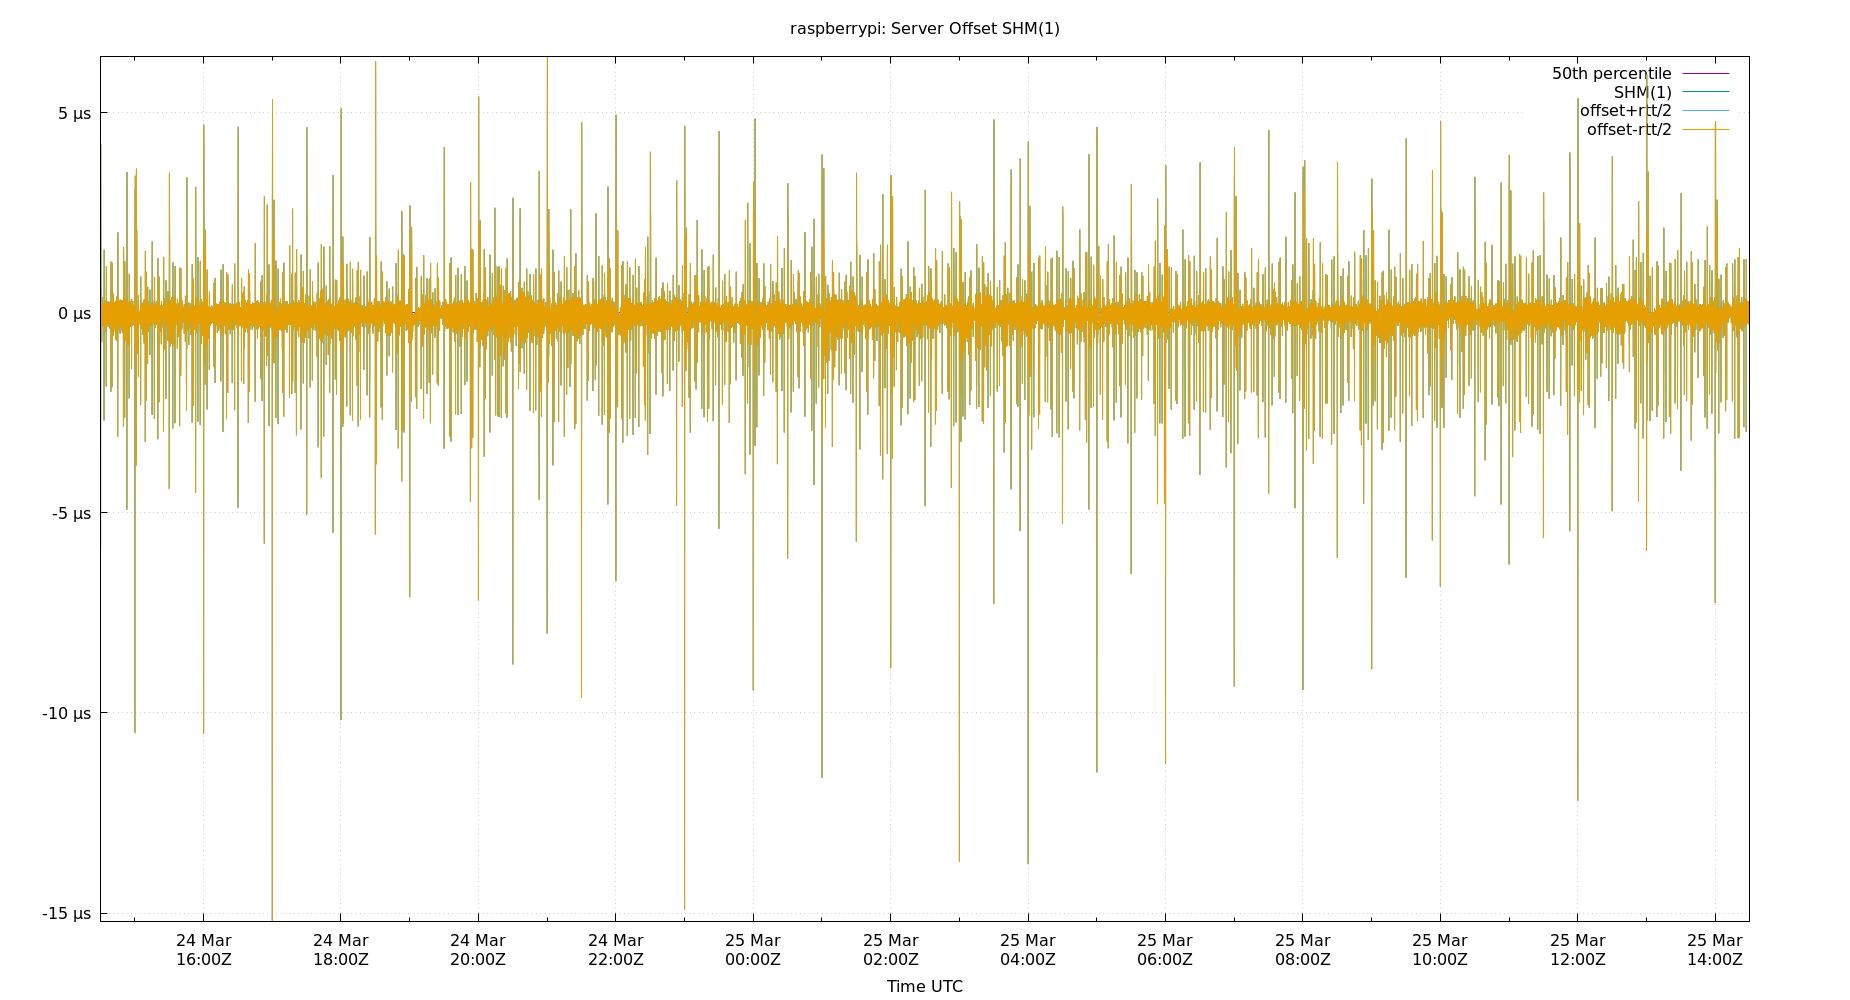 raspberrypi: Server Offset SHM(1)
50th percentile
SHM(1)
offset+rtt/2
offset-rtt/2
5 µs
0 µs
-5 µs
-10 µs
-15 µs
24 Mar 24 Mar 24 Mar 24 Mar 25 Mar 25 Mar 25 Mar 25 Mar 25 Mar 25 Mar 25 Mar 25 Mar
16:00Z 18:00Z 20:00Z 22:00Z 00:00Z 02:00Z 04:00Z 06:00Z 08:00Z 10:00Z 12:00Z 14:00Z
Time UTC